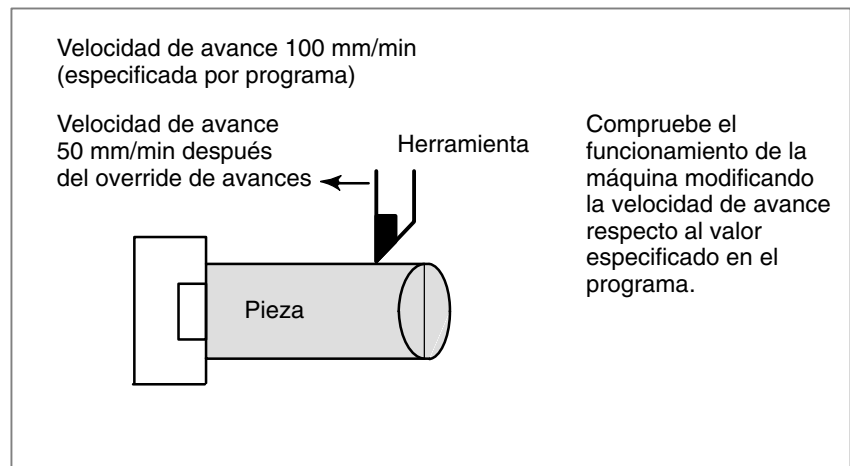 Velocidad de avance 100 mm/min
(especificada por programa)
Velocidad de avance
50 mm/min después
del override de avances
Herramienta
Pieza
Compruebe el
funcionamiento de la
máquina modificando
la velocidad de avance
respecto al valor
especificado en el
programa.